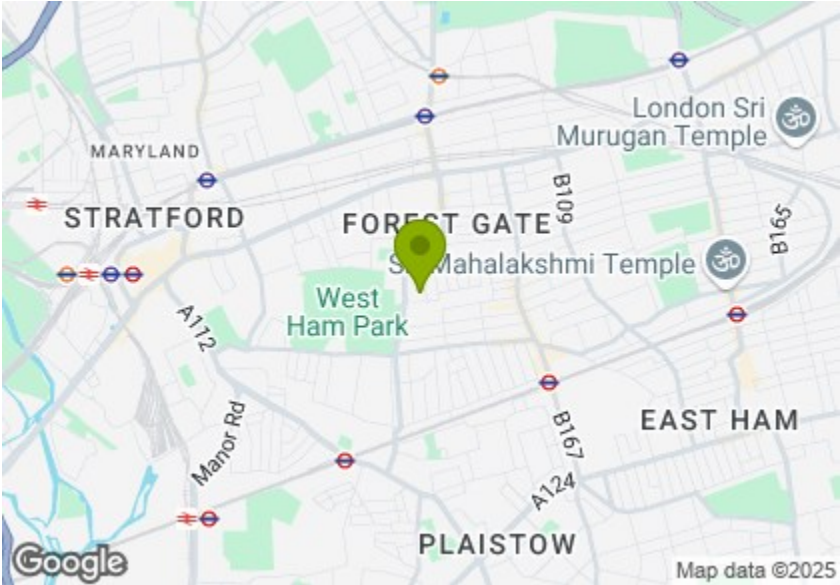 London Sri
Murugan Temple
MARYLAND
B109
STRATFORD
FOREST GATE
B165
Mahalakshmi Temple
West
Ham Park
A112
Manor Rd
EAST HAM
B167
A124
PLAISTOW
Google
Map data ©2025